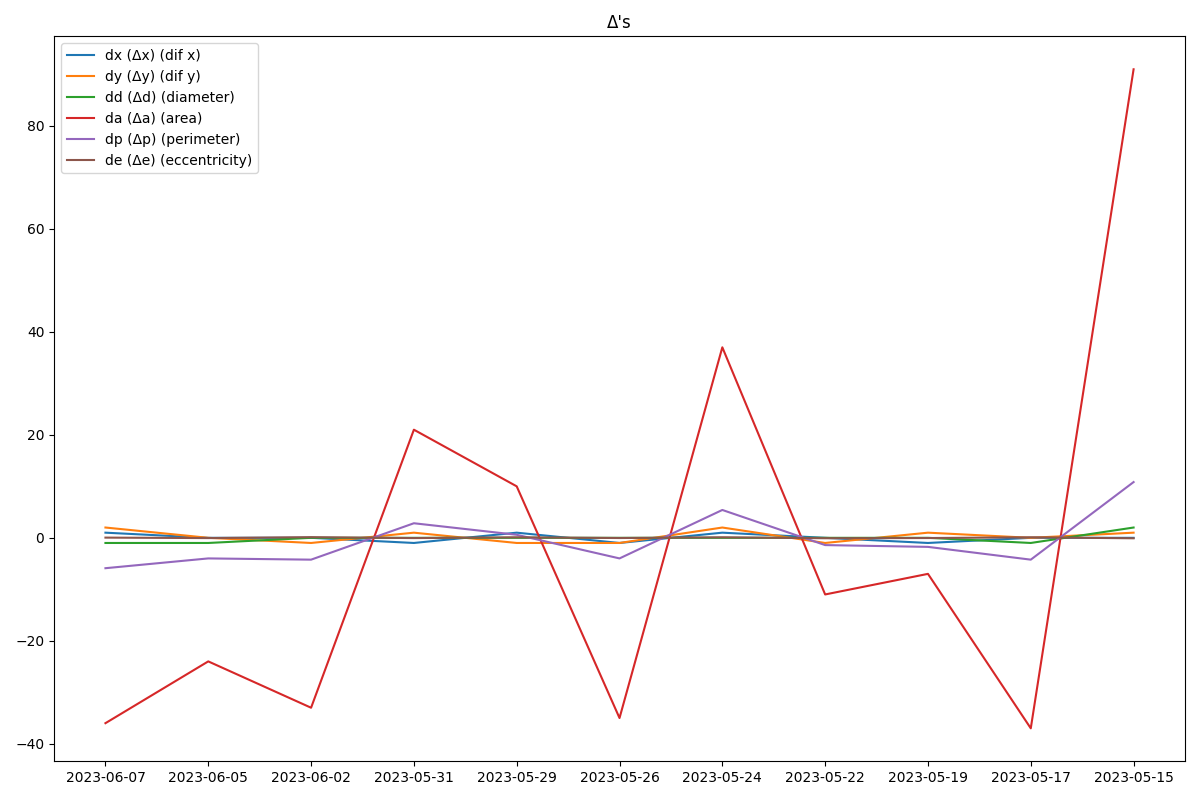 Δ's
dx (Δx) (dif x)
dy (Δy) (dif y)
dd (Δd) (diameter)
da (Δa) (area)
dp (Δp) (perimeter)
de (Δe) (eccentricity)
80
60
40
20
0
−20
−40
2023-06-07 2023-06-05 2023-06-02 2023-05-31 2023-05-29 2023-05-26 2023-05-24 2023-05-22 2023-05-19 2023-05-17 2023-05-15